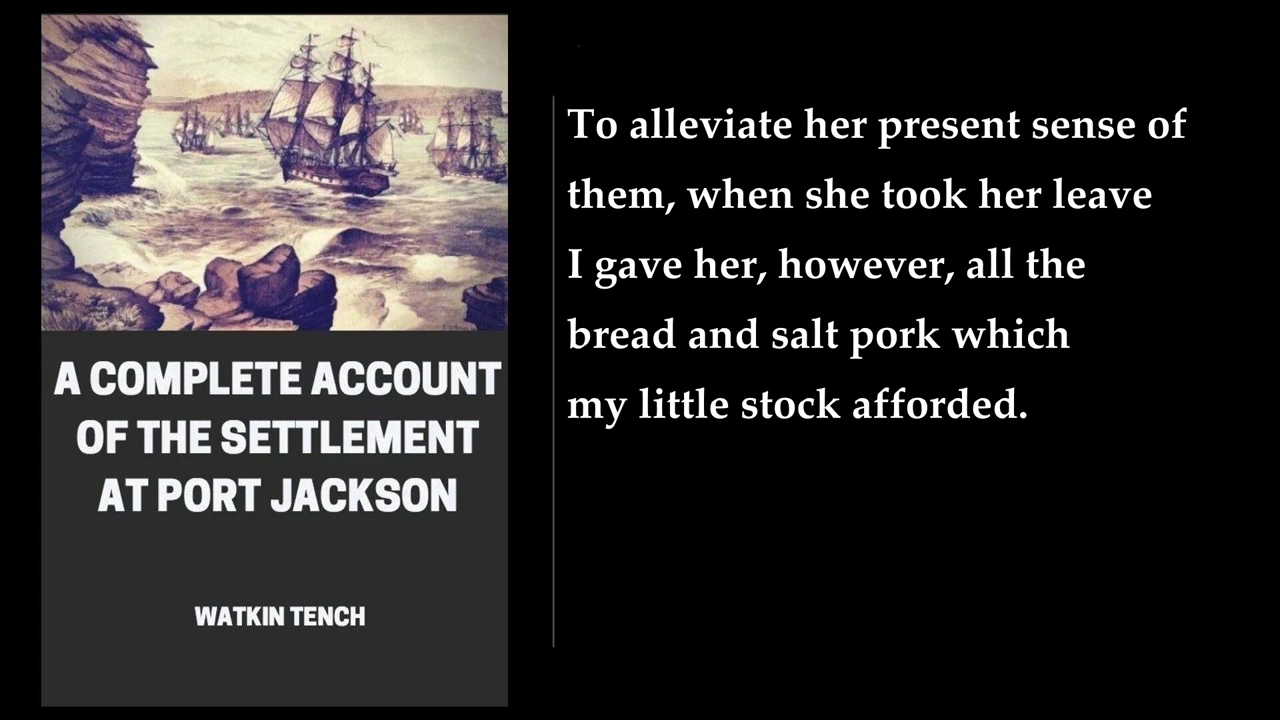 A COMPLETE ACCOUNT
OF THE SETTLEMENT
AT PORT JACKSON
WATKIN TENCH
To alleviate her present sense of
them, when she took her leave
I gave her, however, all the
bread and salt pork which
my little stock afforded.